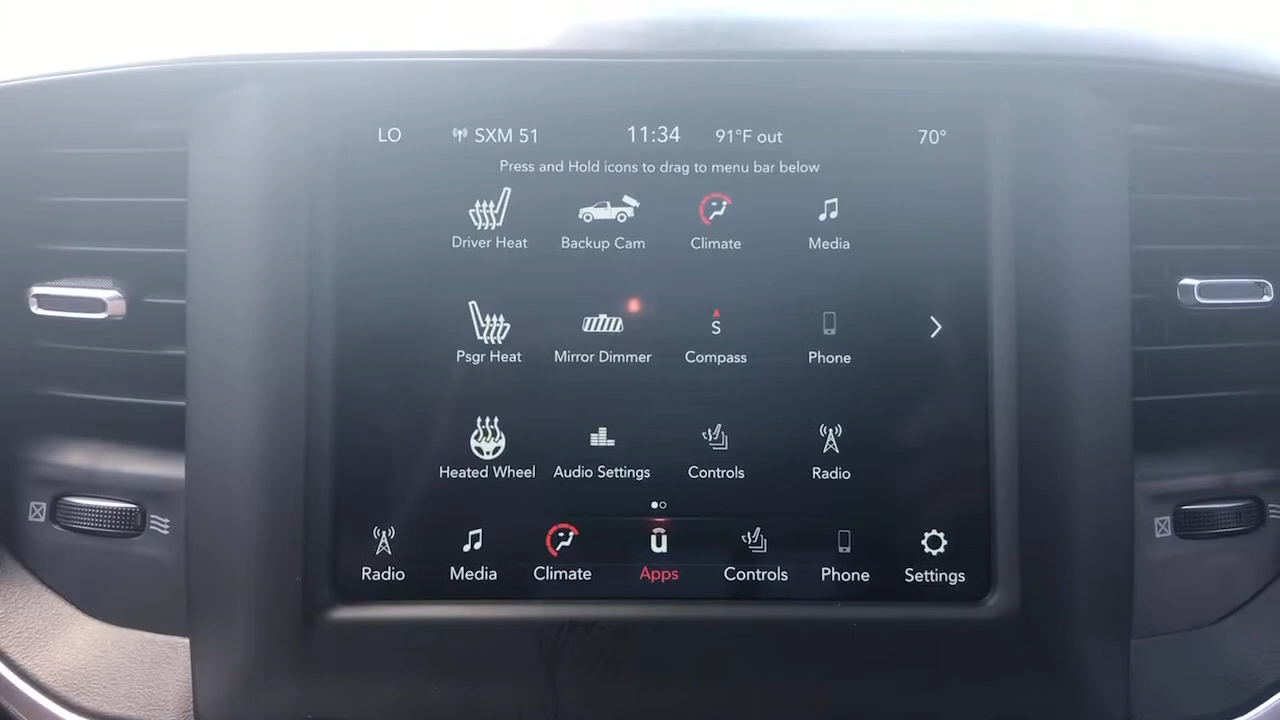 LO SXM 51 11:34 91°F out 70°
Press and Hold icons to drag to menu bar below
Driver Heat Backup Cam Climate Media
S
Psgr Heat Mirror Dimmer Compass Phone
Heated Wheel Audio Settings Controls Radio
Radio Media Climate Apps Controls Phone Settings